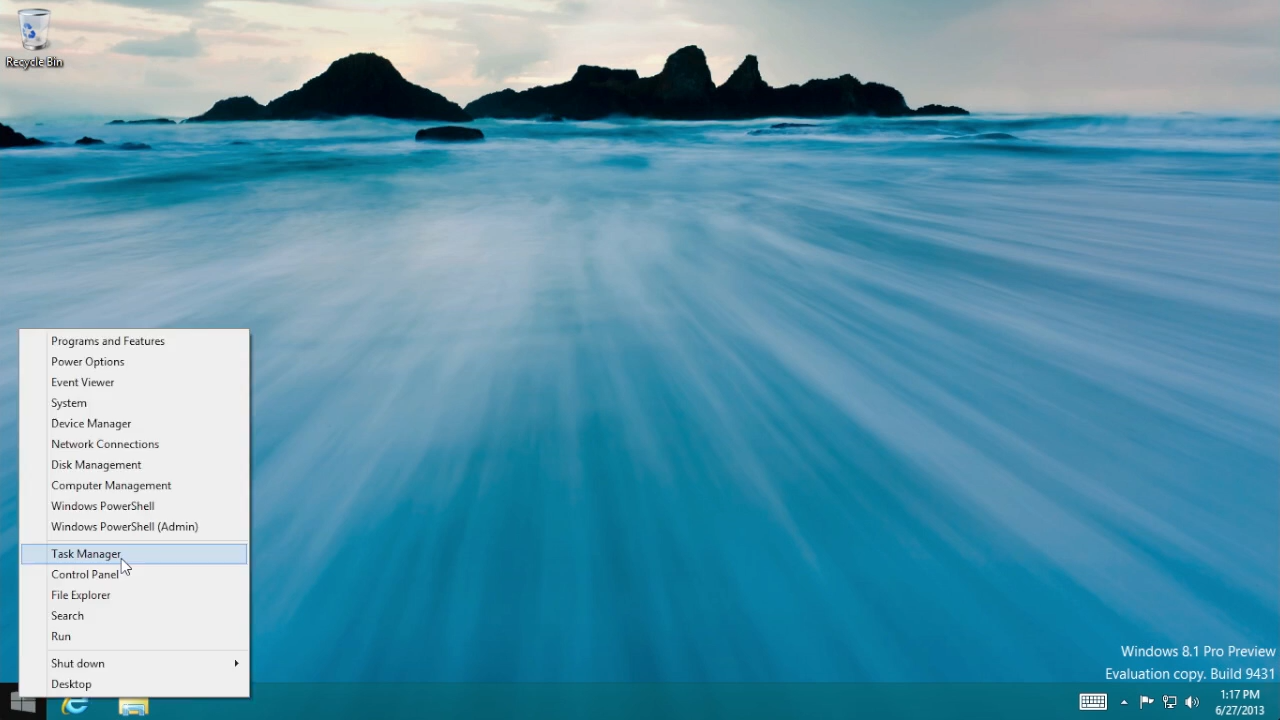 Recycle Bin
Programs and Features
Power Options
Event Viewer
System
Device Manager
Network Connections
Disk Management
Computer Management
Windows PowerShell
Windows PowerShell (Admin)
Task Manager
Control Panel
File Explorer
Search
Run
Shut down
Desktop
Windows 8.1 Pro Preview
Evaluation copy. Build 9431
1:17 PM
6/27/2013